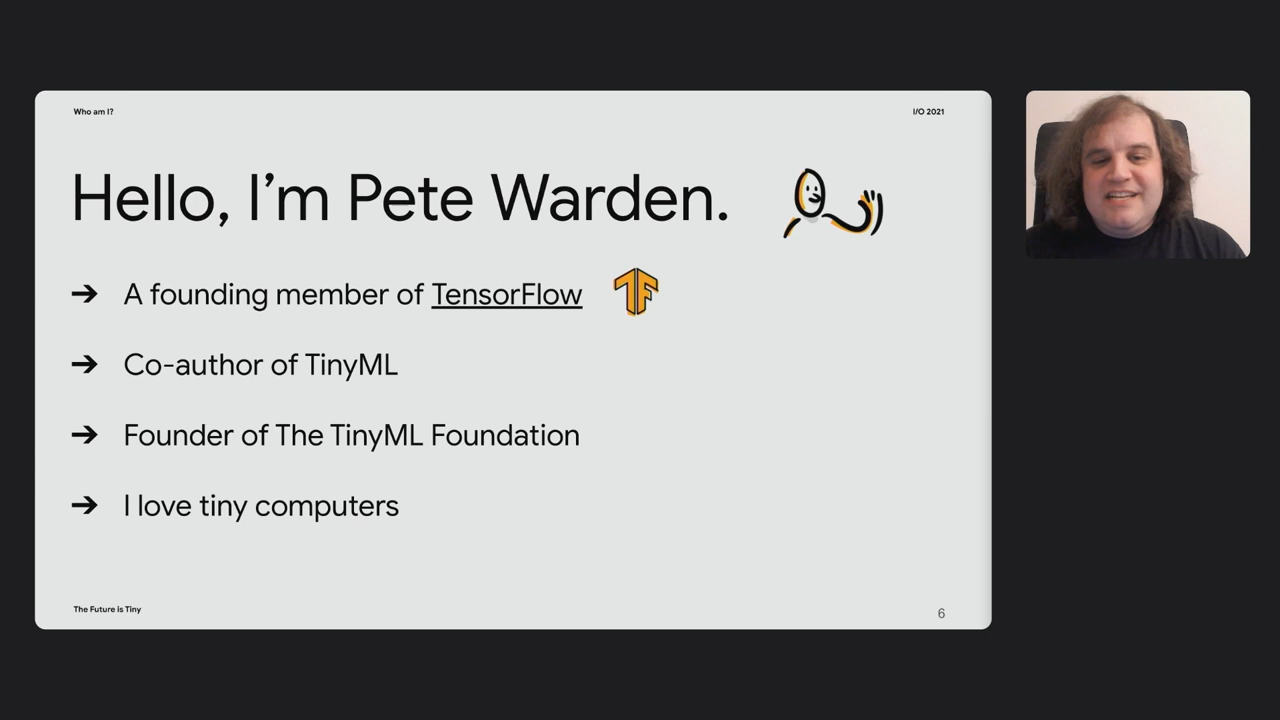 Who am I?
I/O 2021
Hello, I’m Pete Warden.
➔ A founding member of TensorFlow
➔ Co-author of TinyML
➔ Founder of The TinyML Foundation
➔ I love tiny computers
The Future is Tiny
6